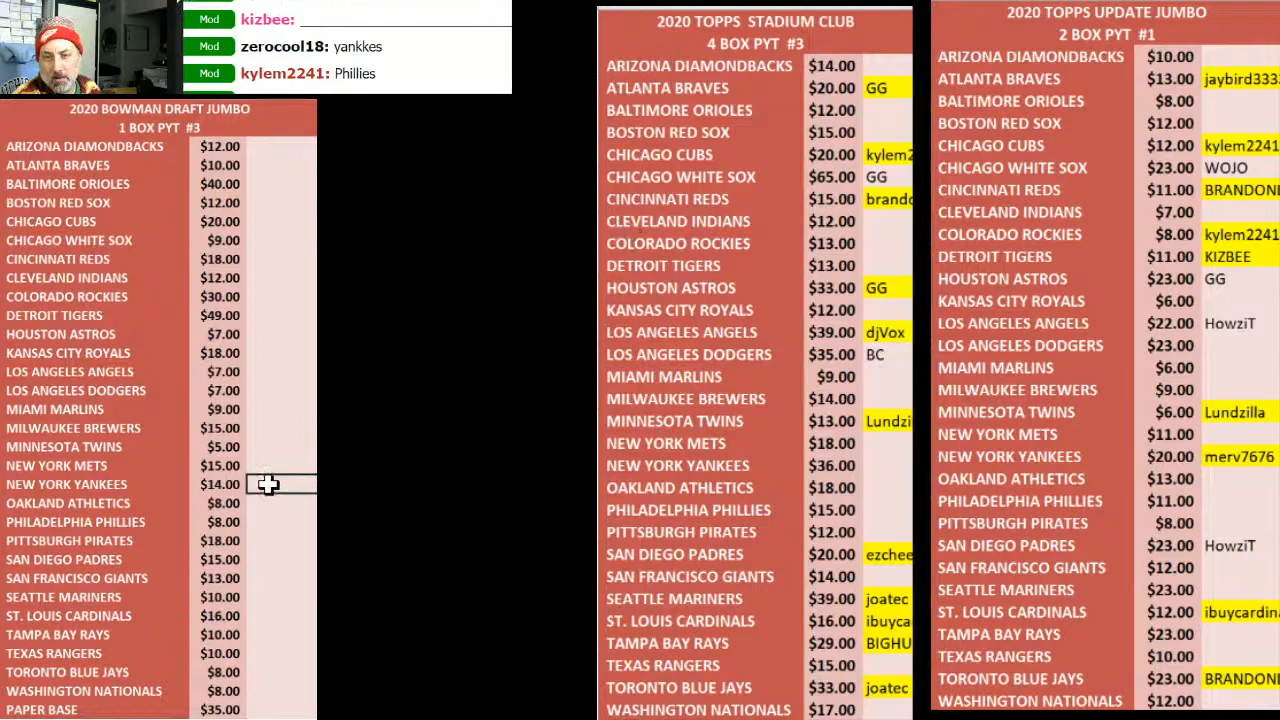 Mod kizbee: ____________________
Mod zerocool18: yankkes
Mod kylem2241: Phillies
2020 BOWMAN DRAFT JUMBO
1 BOX PYT #3
ARIZONA DIAMONDBACKS $12.00
ATLANTA BRAVES $10.00
BALTIMORE ORIOLES $40.00
BOSTON RED SOX $12.00
CHICAGO CUBS $20.00
CHICAGO WHITE SOX $9.00
CINCINNATI REDS $18.00
CLEVELAND INDIANS $12.00
COLORADO ROCKIES $30.00
DETROIT TIGERS $49.00
HOUSTON ASTROS $7.00
KANSAS CITY ROYALS $18.00
LOS ANGELES ANGELS $7.00
LOS ANGELES DODGERS $7.00
MIAMI MARLINS $9.00
MILWAUKEE BREWERS $15.00
MINNESOTA TWINS $5.00
NEW YORK METS $15.00
NEW YORK YANKEES $14.00
OAKLAND ATHLETICS $8.00
PHILADELPHIA PHILLIES $8.00
PITTSBURGH PIRATES $18.00
SAN DIEGO PADRES $15.00
SAN FRANCISCO GIANTS $13.00
SEATTLE MARINERS $10.00
ST. LOUIS CARDINALS $16.00
TAMPA BAY RAYS $10.00
TEXAS RANGERS $10.00
TORONTO BLUE JAYS $8.00
WASHINGTON NATIONALS $8.00
PAPER BASE $35.00
2020 TOPPS STADIUM CLUB
4 BOX PYT #3
ARIZONA DIAMONDBACKS $14.00
ATLANTA BRAVES $20.00 GG
BALTIMORE ORIOLES $12.00
BOSTON RED SOX $15.00
CHICAGO CUBS $20.00 kylem2
CHICAGO WHITE SOX $65.00 GG
CINCINNATI REDS $15.00 brando
CLEVELAND INDIANS $12.00
COLORADO ROCKIES $13.00
DETROIT TIGERS $13.00
HOUSTON ASTROS $33.00 GG
KANSAS CITY ROYALS $12.00
LOS ANGELES ANGELS $39.00 djVox
LOS ANGELES DODGERS $35.00 BC
MIAMI MARLINS $9.00
MILWAUKEE BREWERS $14.00
MINNESOTA TWINS $13.00 Lundzi
NEW YORK METS $18.00
NEW YORK YANKEES $36.00
OAKLAND ATHLETICS $18.00
PHILADELPHIA PHILLIES $15.00
PITTSBURGH PIRATES $12.00
SAN DIEGO PADRES $20.00 ezchee
SAN FRANCISCO GIANTS $14.00
SEATTLE MARINERS $39.00 joatec
ST. LOUIS CARDINALS $16.00 ibuyca
TAMPA BAY RAYS $29.00 BIGHU
TEXAS RANGERS $15.00
TORONTO BLUE JAYS $33.00 joatec
WASHINGTON NATIONALS $17.00
2020 TOPPS UPDATE JUMBO
2 BOX PYT #1
ARIZONA DIAMONDBACKS $10.00
ATLANTA BRAVES $13.00 jaybird333
BALTIMORE ORIOLES $8.00
BOSTON RED SOX $12.00
CHICAGO CUBS $12.00 kylem2241
CHICAGO WHITE SOX $23.00 WOJO
CINCINNATI REDS $11.00 BRANDON
CLEVELAND INDIANS $7.00
COLORADO ROCKIES $8.00 kylem2241
DETROIT TIGERS $11.00 KIZBEE
HOUSTON ASTROS $23.00 GG
KANSAS CITY ROYALS $6.00
LOS ANGELES ANGELS $22.00 HowziT
LOS ANGELES DODGERS $23.00
MIAMI MARLINS $6.00
MILWAUKEE BREWERS $9.00
MINNESOTA TWINS $6.00 Lundzilla
NEW YORK METS $11.00
NEW YORK YANKEES $20.00 merv7676
OAKLAND ATHLETICS $13.00
PHILADELPHIA PHILLIES $11.00
PITTSBURGH PIRATES $8.00
SAN DIEGO PADRES $23.00 HowziT
SAN FRANCISCO GIANTS $12.00
SEATTLE MARINERS $23.00
ST. LOUIS CARDINALS $12.00 ibuycardina
TAMPA BAY RAYS $23.00
TEXAS RANGERS $10.00
TORONTO BLUE JAYS $23.00 BRANDON
WASHINGTON NATIONALS $12.00